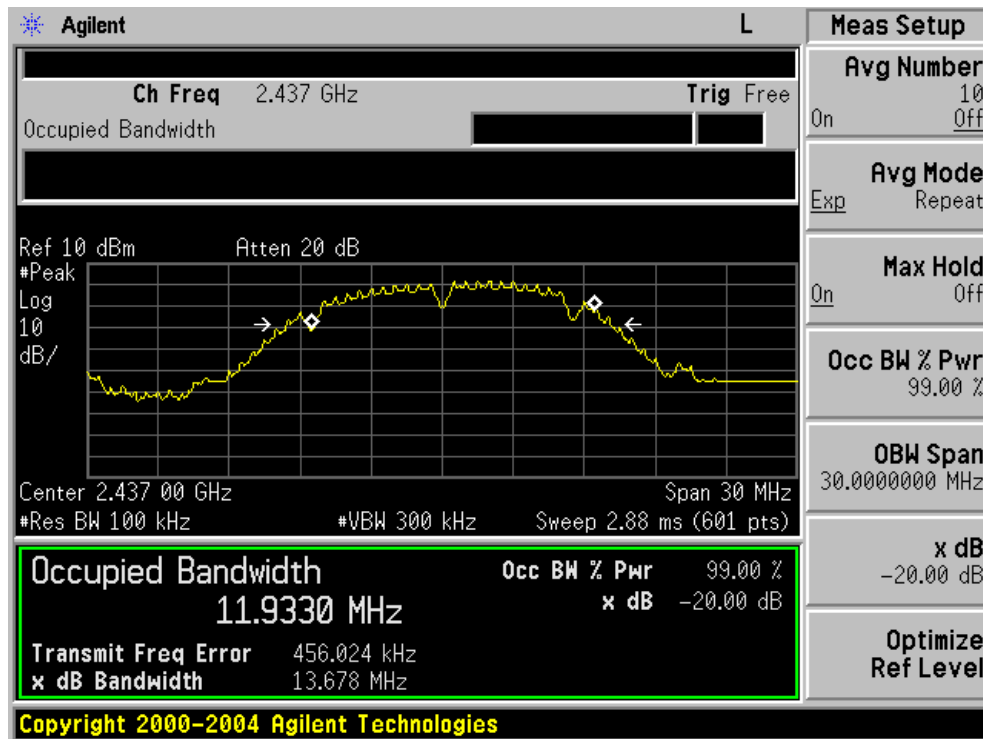 Agilent L Meas Setup
Ch Freq 2.437 GHz Trig Free
Occupied Bandwidth
Ref 10 dBm Atten 20 dB
#Peak
Log
10
dB/
Center 2.437 00 GHz Span 30 MHz
#Res BW 100 kHz #VBW 300 kHz Sweep 2.88 ms (601 pts)
Occupied Bandwidth Occ BW % Pwr 99.00 %
11.9330 MHz x dB -20.00 dB
Transmit Freq Error 456.024 kHz
x dB Bandwidth 13.678 MHz
Copyright 2000-2004 Agilent Technologies
Avg Number
10
On Off
Avg Mode
Exp Repeat
Max Hold
On Off
Occ BW % Pwr
99.00 %
OBW Span
30.0000000 MHz
x dB
-20.00 dB
Optimize
Ref Level